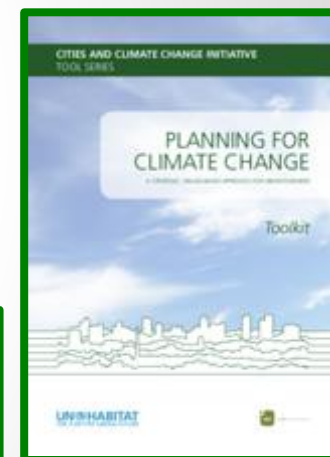 CITIES AND CLIMATE CHANGE INITIATIVE
TOOL SERIES
PLANNING FOR
CLIMATE CHANGE
Toolkit
UN HABITAT